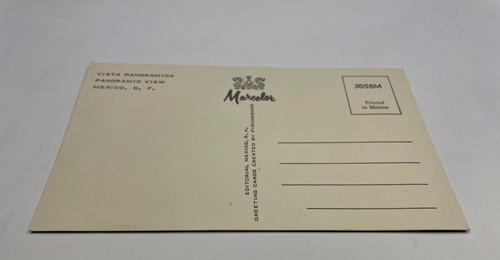 VISTA PANORAMICA
PANORAMIC VIEW
MEXICO, D. F.
Marcolor
3056M
Printed
in Mexico
EDITORIAL MEXICO, S. A.
GREETING CARDS CREATED BY FISCHGRUND